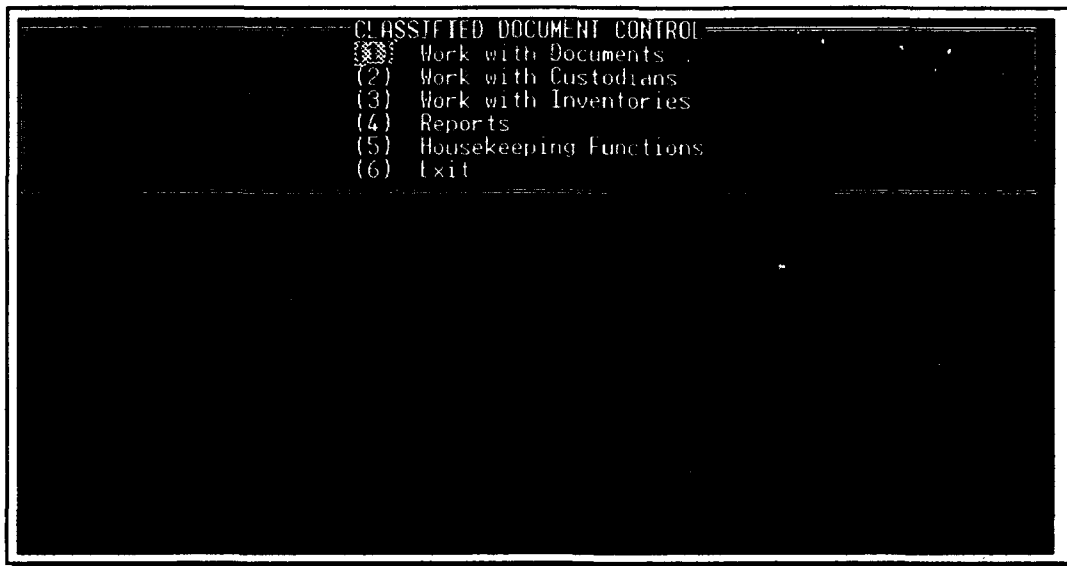 CLASSIFIED DOCUMENT CONTROL
(1) Work with Documents
(2) Work with Custodians
(3) Work with Inventories
(4) Reports
(5) Housekeeping Functions
(6) Exit